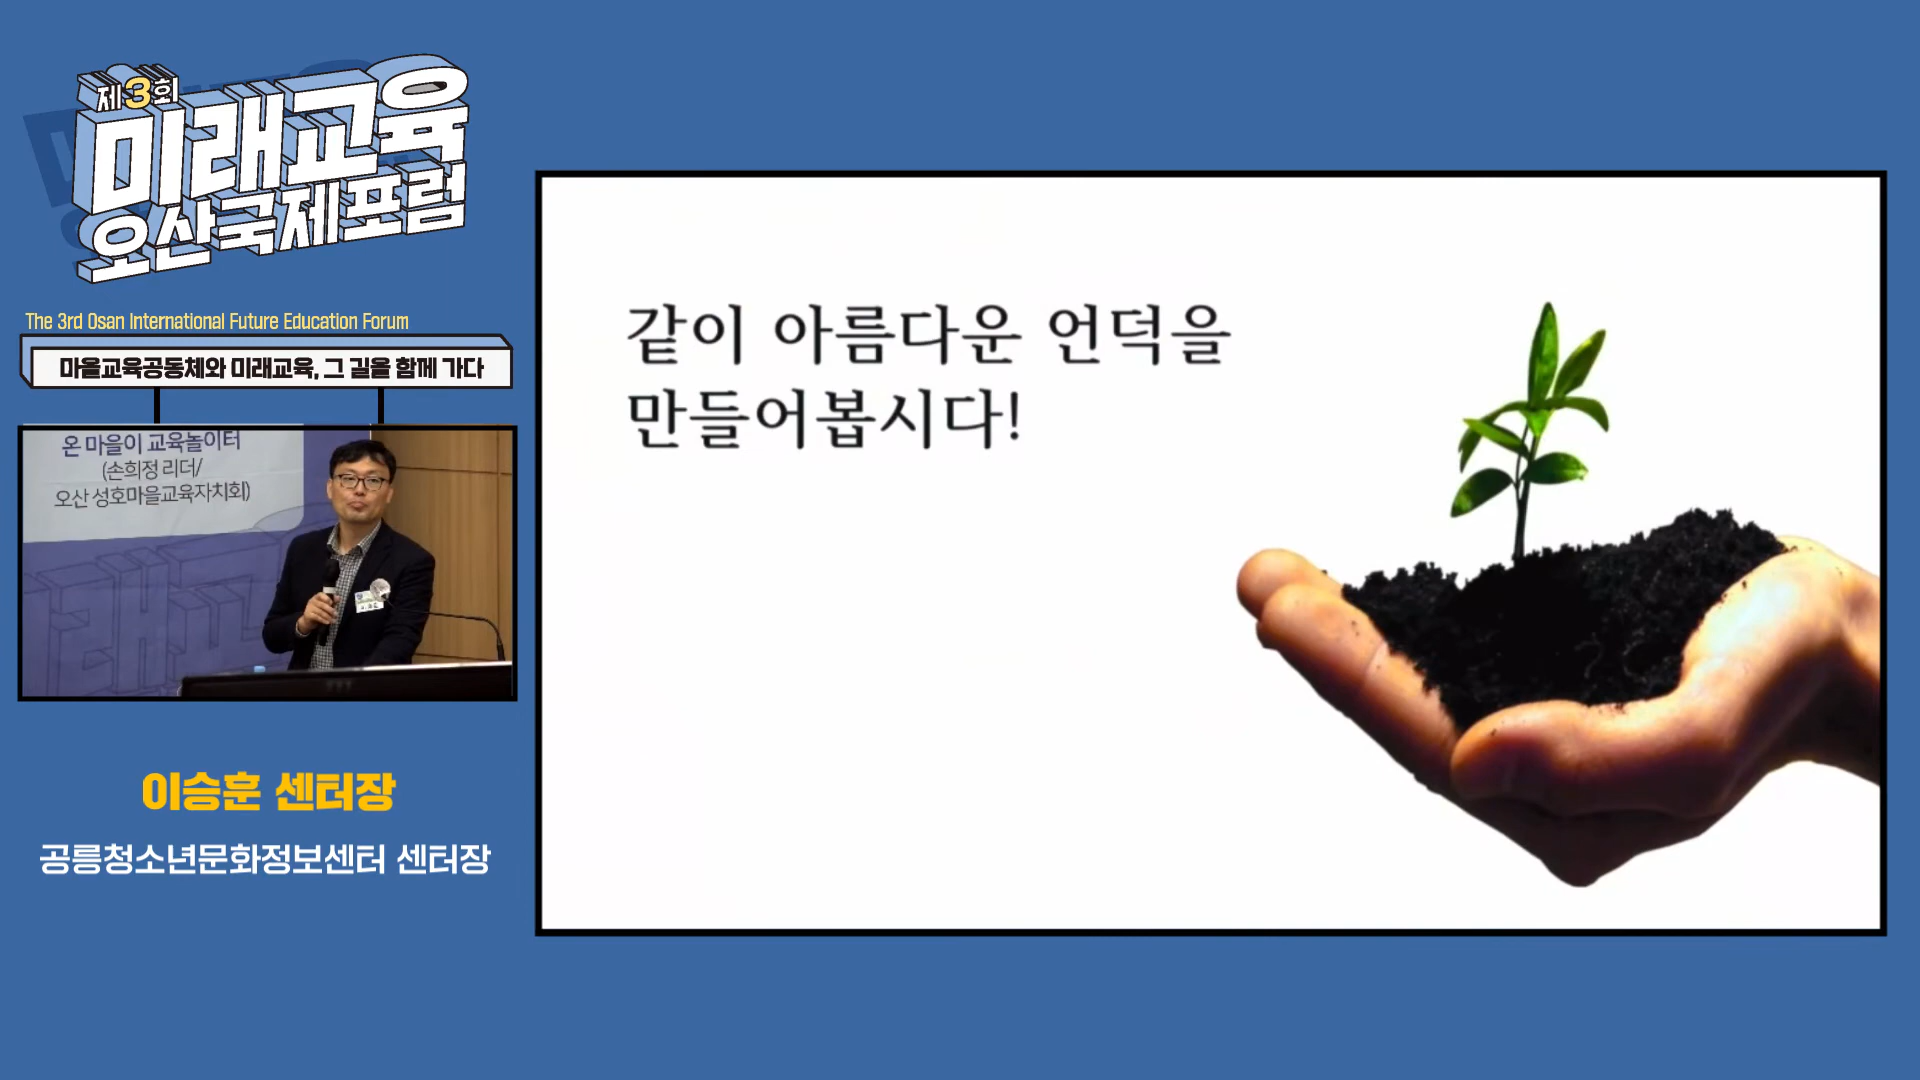 제3회
미래교육
오산국제포럼
The 3rd Osan International Future Education Forum
마을교육공동체와 미래교육, 그 길을 함께 가다
온 마을이 교육놀이터
(손희정 리더/
오산 성호마을교육자치회)
이승훈 센터장
공릉청소년문화정보센터 센터장
같이 아름다운 언덕을
만들어봅시다!